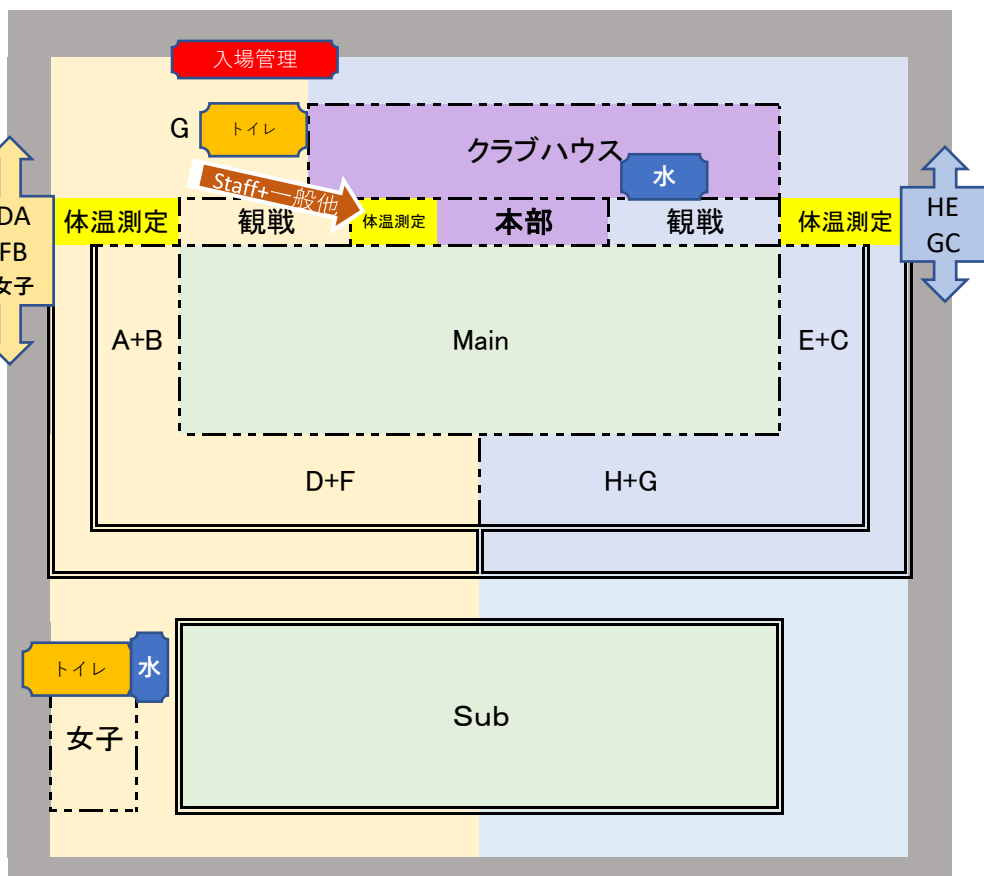 入場管理
G
トイレ
クラブハウス
水
Staff+一般他
体温測定
観戦
体温測定
本部
観戦
体温測定
DA
FB
女子
HE
GC
A+B
Main
E+C
D+F
H+G
トイレ
水
女子
Sub